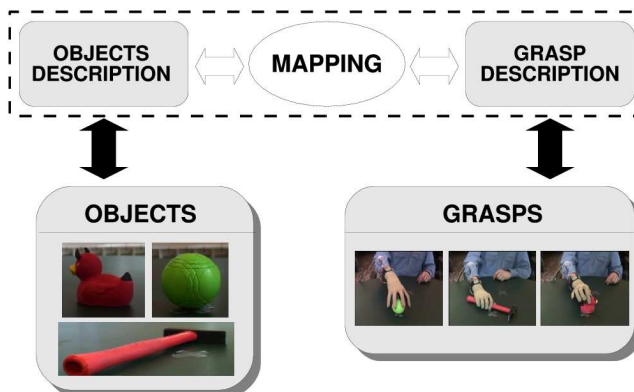 OBJECTS
DESCRIPTION
MAPPING
GRASP
DESCRIPTION
OBJECTS
GRASPS